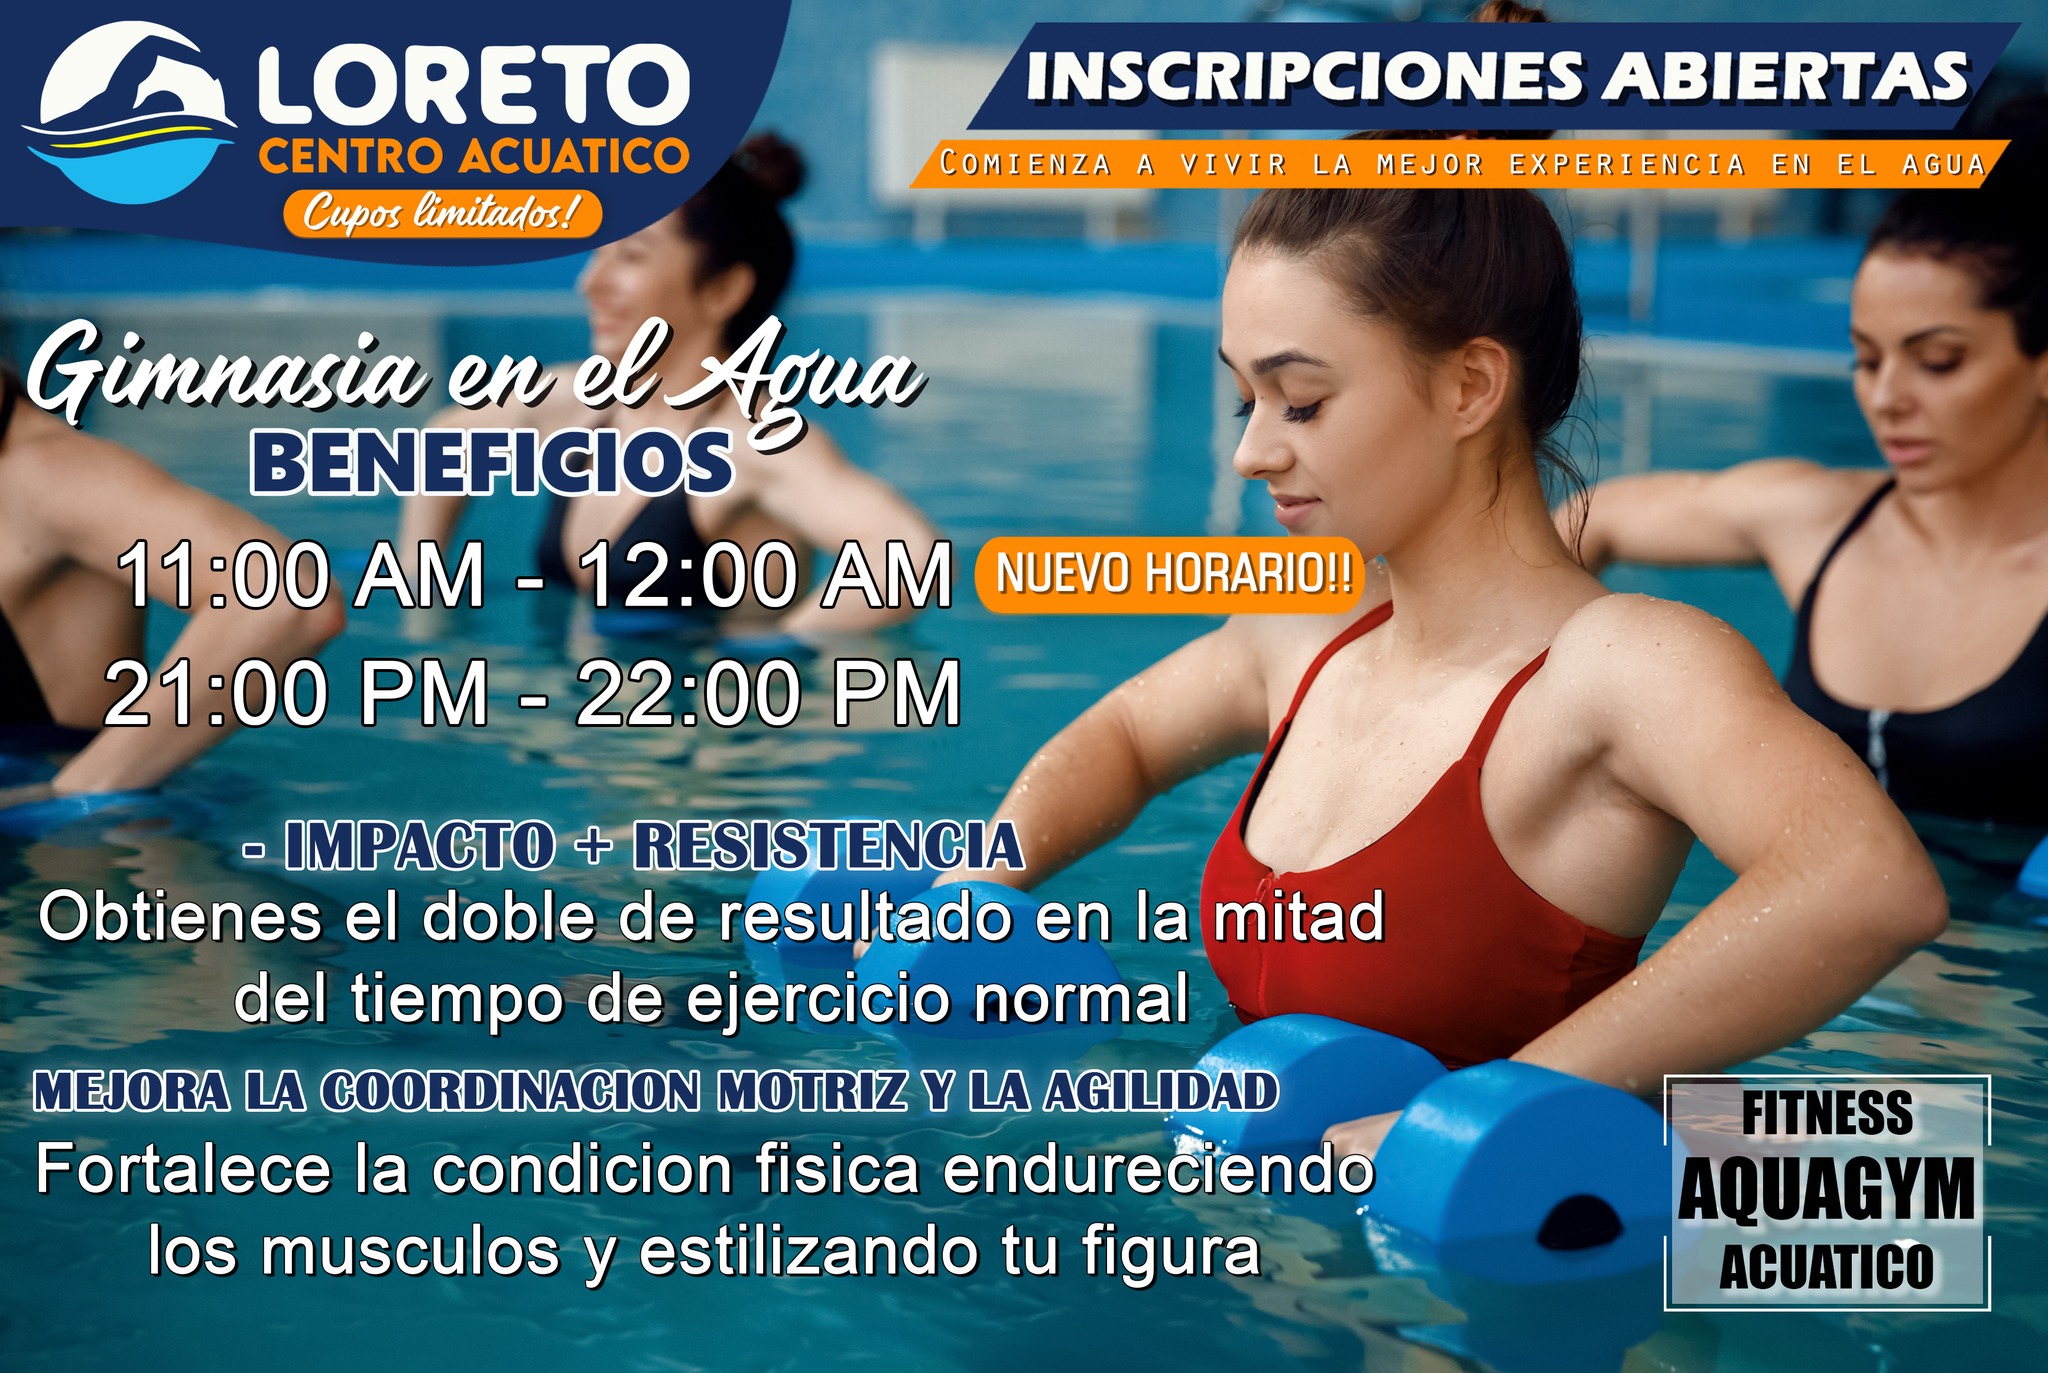 LORETO
CENTRO ACUATICO
Cupos limitados!
INSCRIPCIONES ABIERTAS
COMIENZA A VIVIR LA MEJOR EXPERIENCIA EN EL AGUA
Gimnasia en el Agua
BENEFICIOS
11:00 AM - 12:00 AM NUEVO HORARIO!!
21:00 PM - 22:00 PM
- IMPACTO + RESISTENCIA
Obtienes el doble de resultado en la mitad
del tiempo de ejercicio normal
MEJORA LA COORDINACION MOTRIZ Y LA AGILIDAD
Fortalece la condicion fisica endureciendo
los musculos y estilizando tu figura
FITNESS
AQUAGYM
ACUATICO